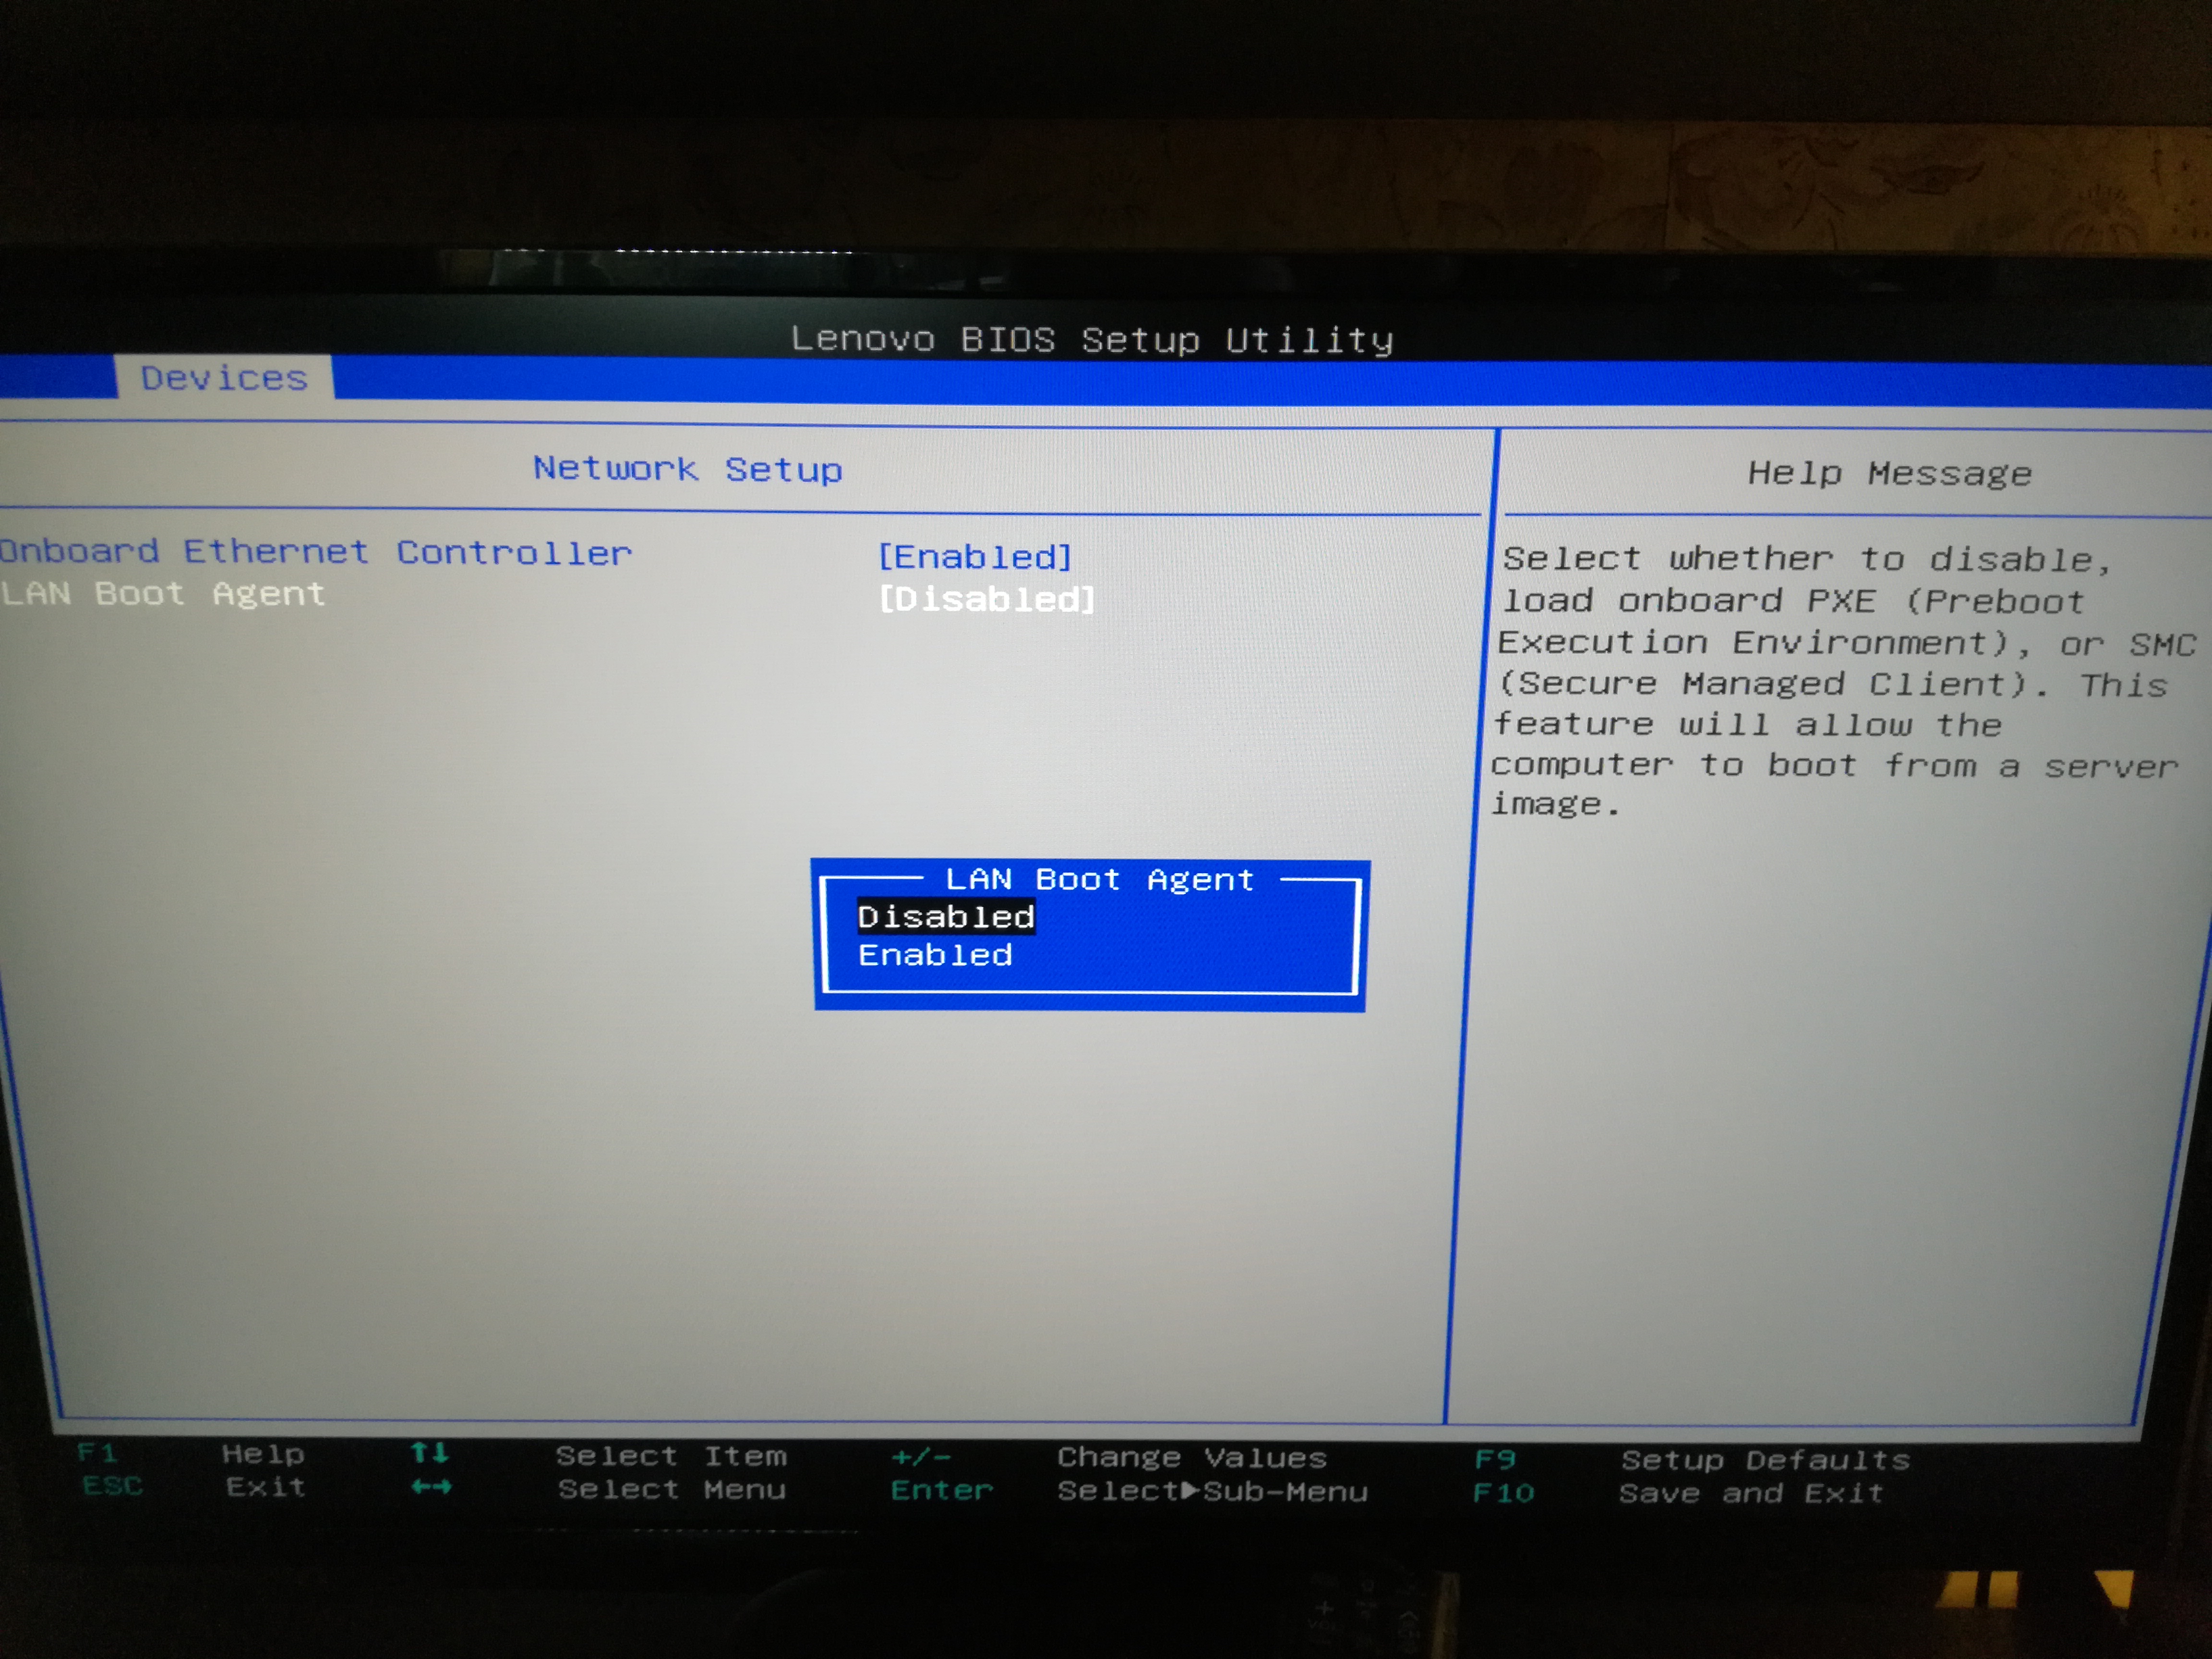 Lenovo BIOS Setup Utility
Devices
Network Setup
Help Message
Onboard Ethernet Controller [Enabled]
LAN Boot Agent [Disabled]
Select whether to disable,
load onboard PXE (Preboot
Execution Environment), or SMC
(Secure Managed Client). This
feature will allow the
computer to boot from a server
image.
LAN Boot Agent
Disabled
Enabled
F1 Help ↑↓ Select Item +/- Change Values F9 Setup Defaults
ESC Exit ←→ Select Menu Enter Select▶Sub-Menu F10 Save and Exit